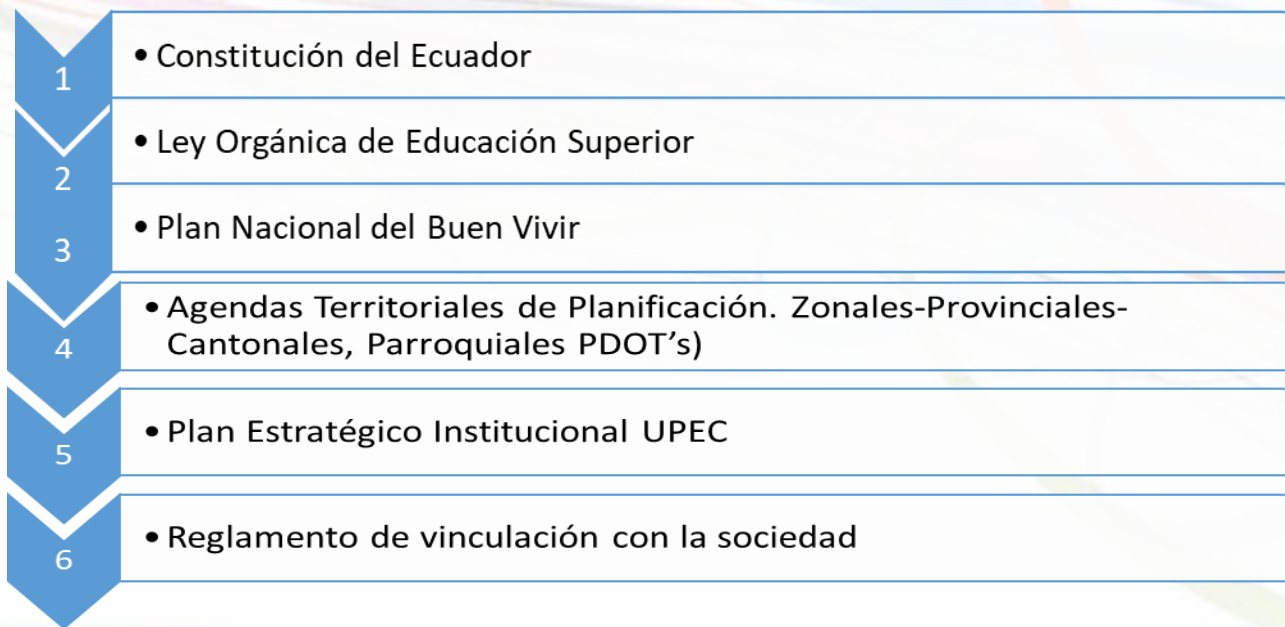 1
• Constitución del Ecuador
2
• Ley Orgánica de Educación Superior
3
• Plan Nacional del Buen Vivir
4
• Agendas Territoriales de Planificación. Zonales-Provinciales-
Cantonales, Parroquiales PDOT’s)
5
• Plan Estratégico Institucional UPEC
6
• Reglamento de vinculación con la sociedad